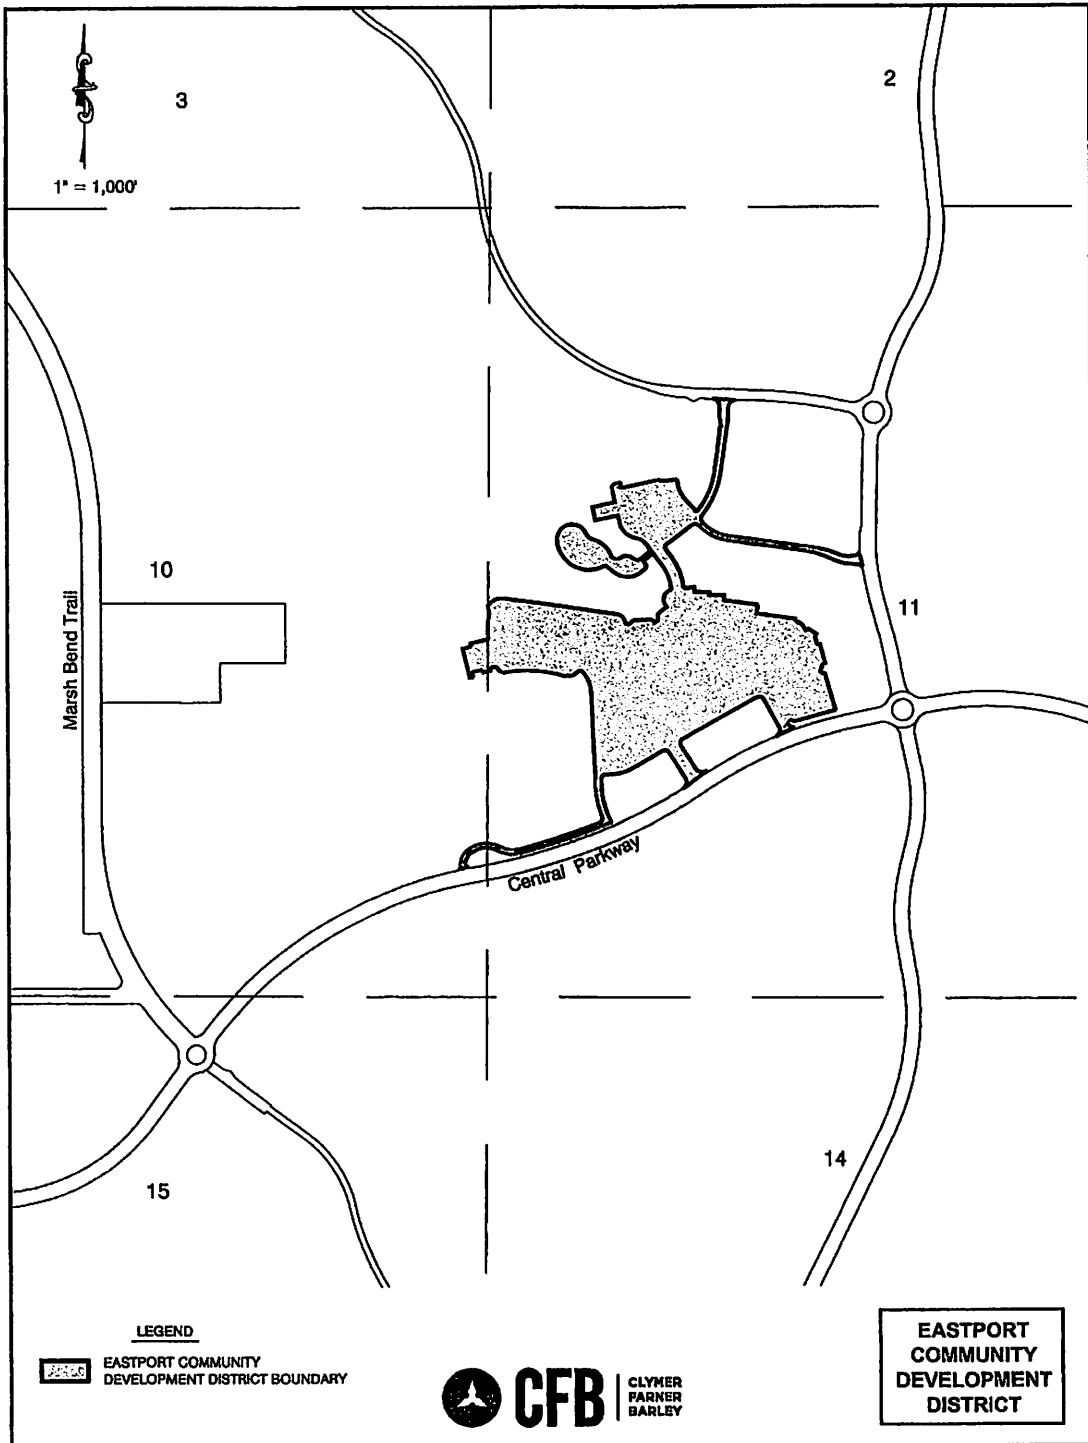 3
2
1" = 1,000'
10
11
Marsh Bend Trail
Central Parkway
14
15
LEGEND
EASTPORT COMMUNITY
DEVELOPMENT DISTRICT BOUNDARY
CFB
CLYMER
FARNER
BARLEY
EASTPORT
COMMUNITY
DEVELOPMENT
DISTRICT